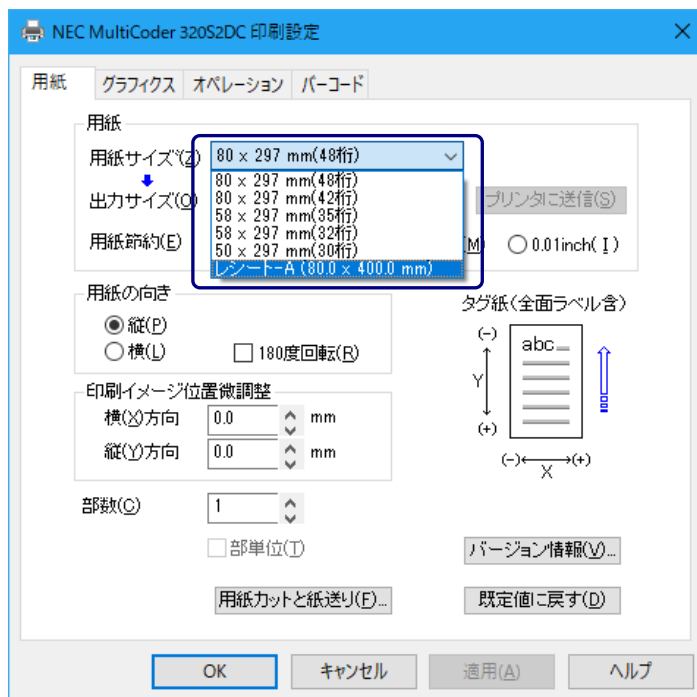 NEC MultiCoder 320S2DC 印刷設定
用紙 グラフィクス オペレーション バーコード
用紙
用紙サイズ(Z) 80 x 297 mm(48桁)
80 x 297 mm(48桁)
80 x 297 mm(42桁)
58 x 297 mm(35桁)
58 x 297 mm(32桁)
50 x 297 mm(30桁)
レシート-A (80.0 x 400.0 mm)
出力サイズ(O) プリンタに送信(S)
用紙節約(E) (M) 0.01inch(I)
用紙の向き
縦(P)
横(L) 180度回転(R)
タグ紙(全面ラベル含)
(-)
abc
Y
(+)
(-) (+)
X
印刷イメージ位置微調整
横(X)方向 0.0 mm
縦(Y)方向 0.0 mm
部数(C) 1
部単位(T)
バージョン情報(V)...
用紙カットと紙送り(F)... 既定値に戻す(D)
OK キャンセル 適用(A) ヘルプ